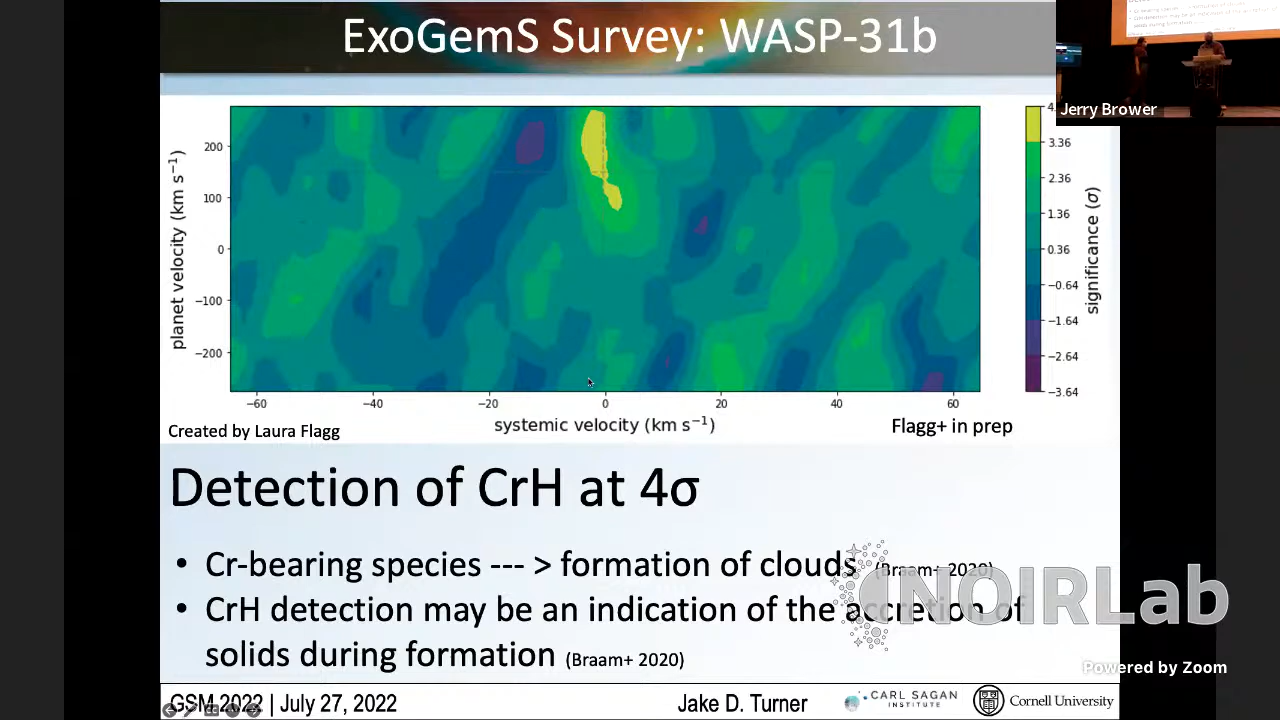 ExoGemS Survey: WASP-31b
Jerry Brower
planet velocity (km s⁻¹)
200
100
0
−100
−200
−60
−40
−20
0
20
40
60
systemic velocity (km s⁻¹)
4.
3.36
2.36
1.36
0.36
−0.64
−1.64
−2.64
−3.64
significance (σ)
Created by Laura Flagg
Flagg+ in prep
Detection of CrH at 4σ
• Cr-bearing species --- > formation of clouds (Braam+ 2020)
• CrH detection may be an indication of the accretion of
solids during formation (Braam+ 2020)
NOIRLab
Powered by Zoom
GSM 2022 | July 27, 2022
Jake D. Turner
CARL SAGAN
INSTITUTE
Cornell University